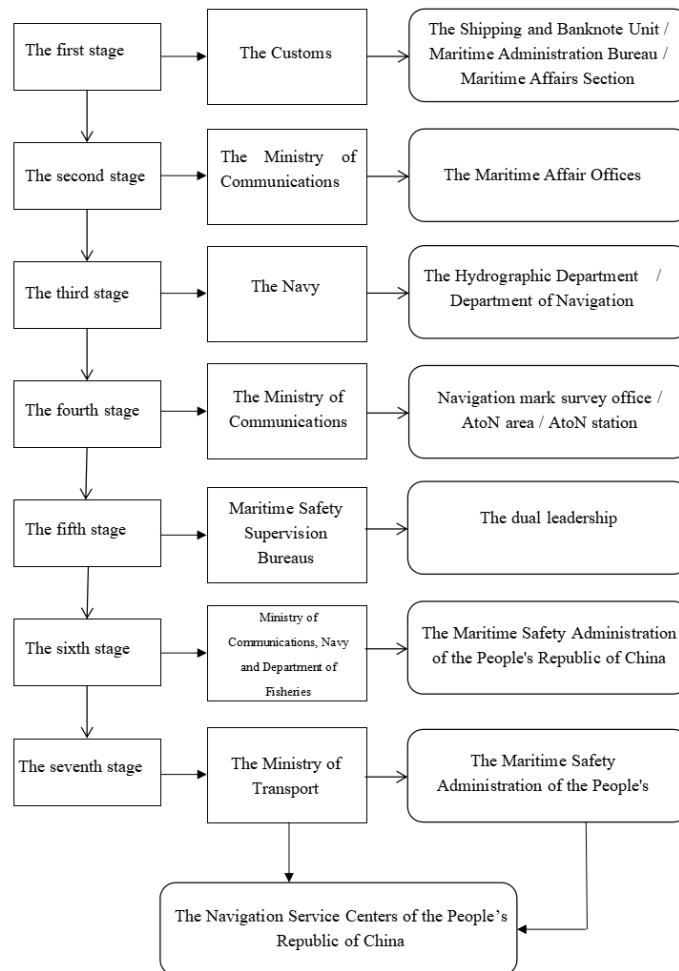 The first stage
The Customs
The Shipping and Banknote Unit /
Maritime Administration Bureau /
Maritime Affairs Section
The second stage
The Ministry of
Communications
The Maritime Affair Offices
The third stage
The Navy
The Hydrographic Department /
Department of Navigation
The fourth stage
The Ministry of
Communications
Navigation mark survey office /
AtoN area / AtoN station
The fifth stage
Maritime Safety
Supervision
Bureaus
The dual leadership
The sixth stage
Ministry of
Communications, Navy
and Department of
Fisheries
The Maritime Safety Administration
of the People's Republic of China
The seventh stage
The Ministry of
Transport
The Maritime Safety
Administration of the People's
The Navigation Service Centers of the People’s
Republic of China